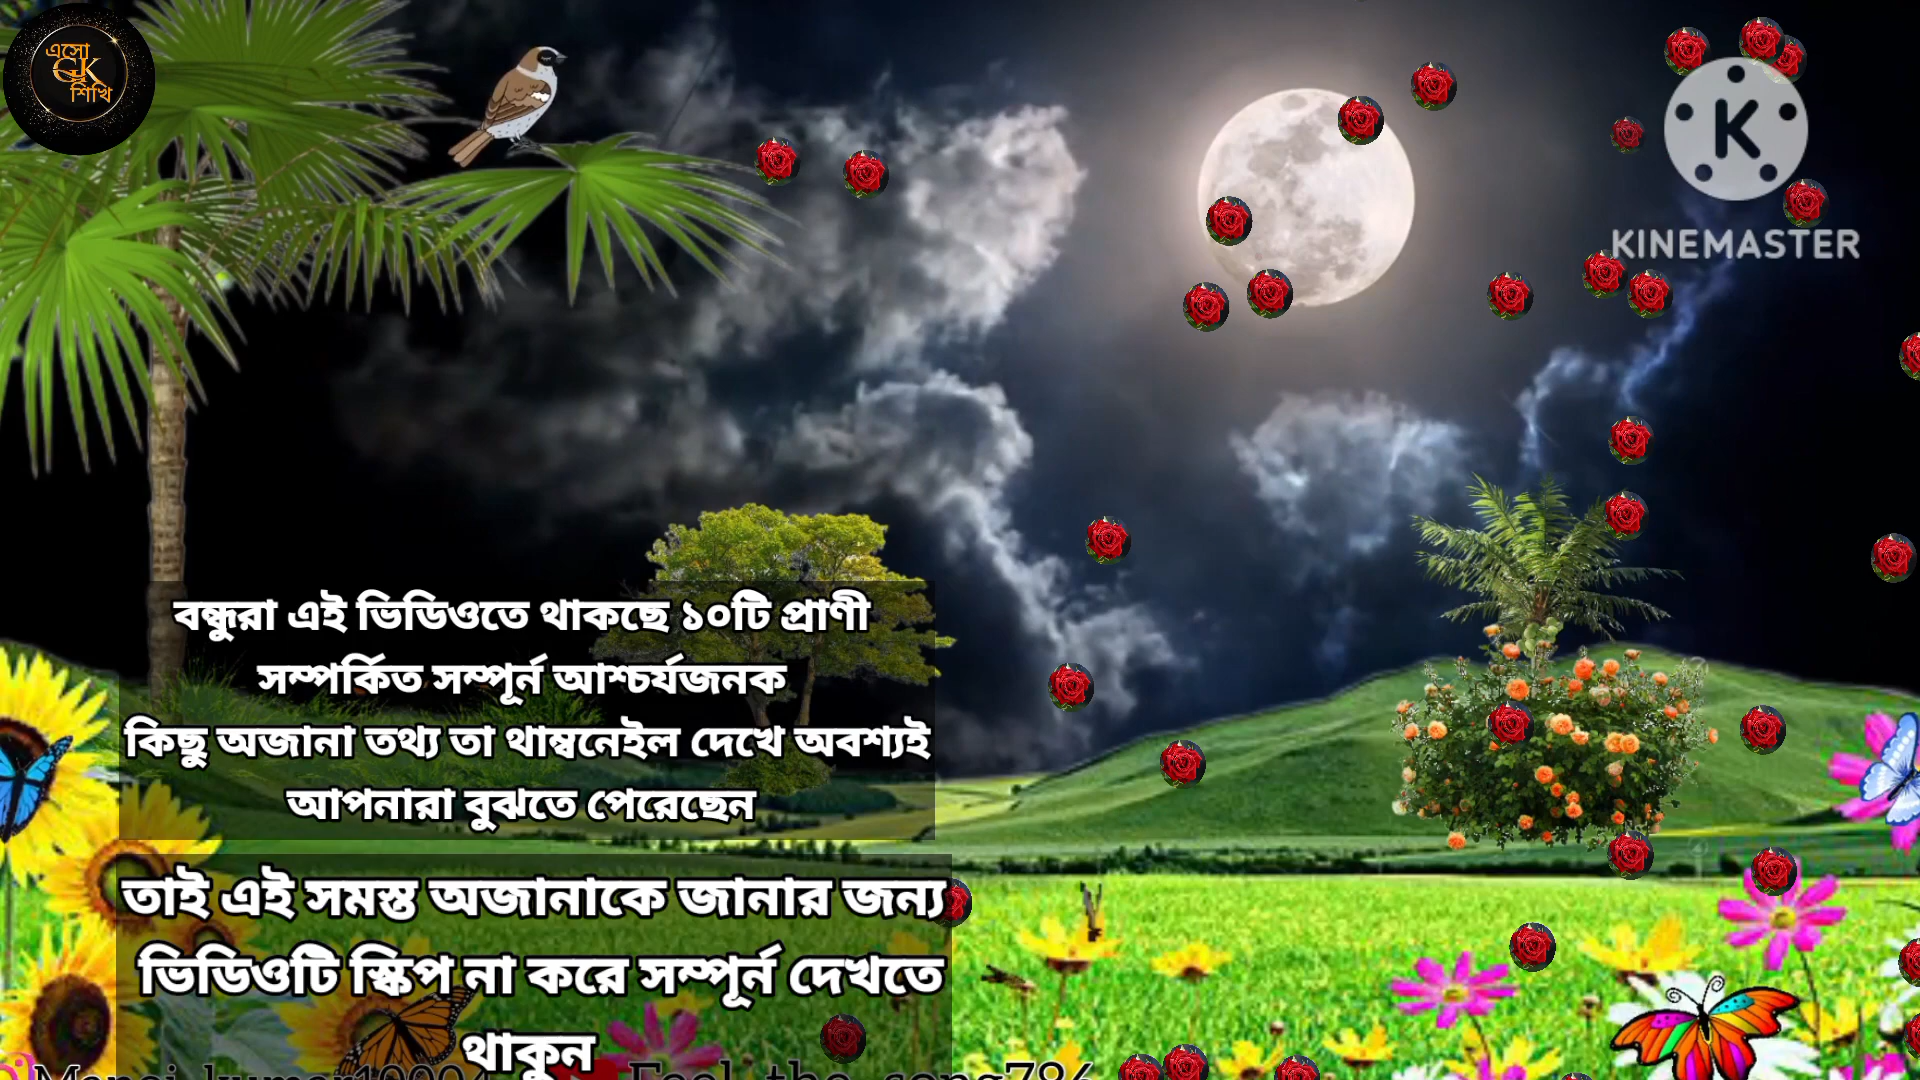 এসো
GK
শিখি
K
KINEMASTER
বন্ধুরা এই ভিডিওতে থাকছে ১০টি প্রাণী
সম্পর্কিত সম্পূর্ন আশ্চর্যজনক
কিছু অজানা তথ্য তা থাম্বনেইল দেখে অবশ্যই
আপনারা বুঝতে পেরেছেন
তাই এই সমস্ত অজানাকে জানার জন্য
ভিডিওটি স্কিপ না করে সম্পূর্ন দেখতে
থাকুন